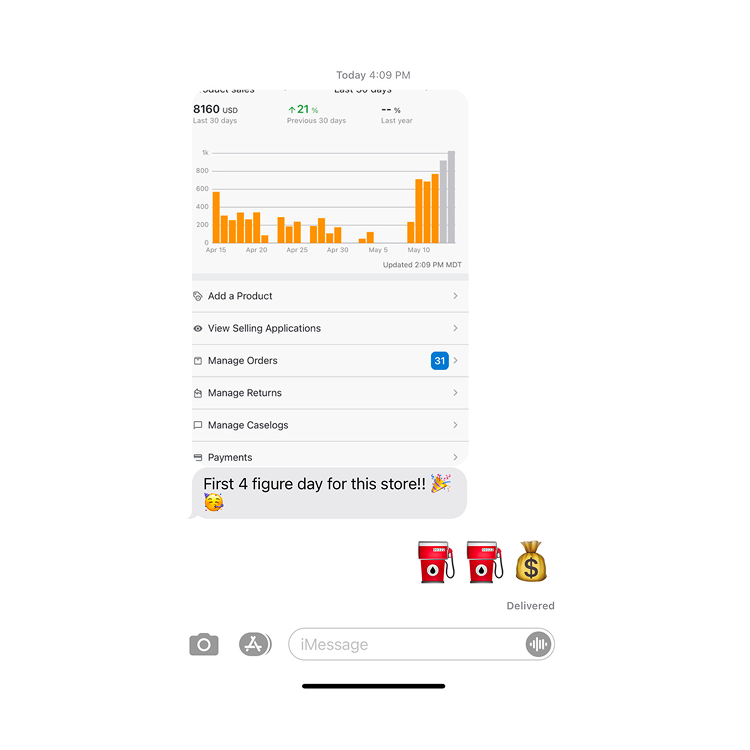 Today 4:09 PM
Last 30 days
8160 USD
↑ 21 %
-- %
Last 30 days
Previous 30 days
Last year
1k
800
600
400
200
0
Apr 15
Apr 20
Apr 25
Apr 30
May 5
May 10
Updated 2:09 PM MDT
Add a Product
View Selling Applications
Manage Orders
31
Manage Returns
Manage Caselogs
Payments
First 4 figure day for this store!! 🎉
🥳
⛽⛽💰
Delivered
iMessage